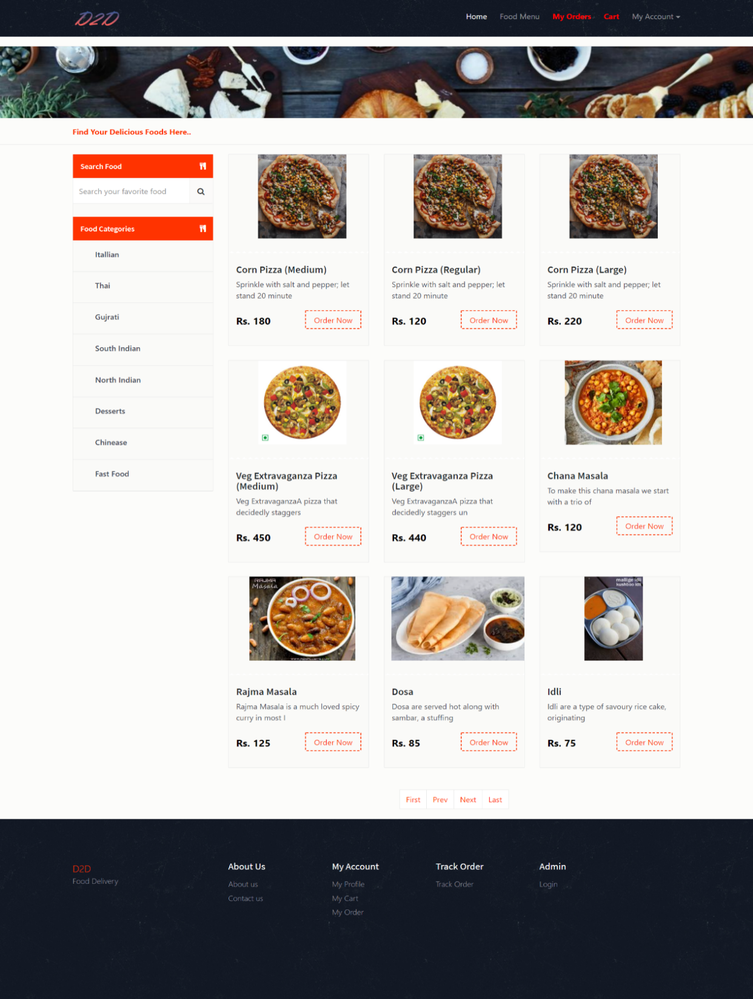 D2D
Home Food Menu My Orders Cart My Account
Find Your Delicious Foods Here..
Search Food
Search your favorite food
Food Categories
Itallian
Thai
Gujrati
South Indian
North Indian
Desserts
Chinease
Fast Food
Corn Pizza (Medium)
Sprinkle with salt and pepper; let
stand 20 minute
Rs. 180 Order Now
Corn Pizza (Regular)
Sprinkle with salt and pepper; let
stand 20 minute
Rs. 120 Order Now
Corn Pizza (Large)
Sprinkle with salt and pepper; let
stand 20 minute
Rs. 220 Order Now
Veg Extravaganza Pizza
(Medium)
Veg ExtravaganzaA pizza that
decidedly staggers
Rs. 450 Order Now
Veg Extravaganza Pizza
(Large)
Veg ExtravaganzaA pizza that
decidedly staggers un
Rs. 440 Order Now
Chana Masala
To make this chana masala we start
with a trio of
Rs. 120 Order Now
RAJMA
Masala
Rajma Masala
Rajma Masala is a much loved spicy
curry in most I
Rs. 125 Order Now
Dosa
Dosa are served hot along with
sambar, a stuffing
Rs. 85 Order Now
mallige idli
kushboo idli
Idli
Idli are a type of savoury rice cake,
originating
Rs. 75 Order Now
First Prev Next Last
D2D
Food Delivery
About Us
About us
Contact us
My Account
My Profile
My Cart
My Order
Track Order
Track Order
Admin
Login